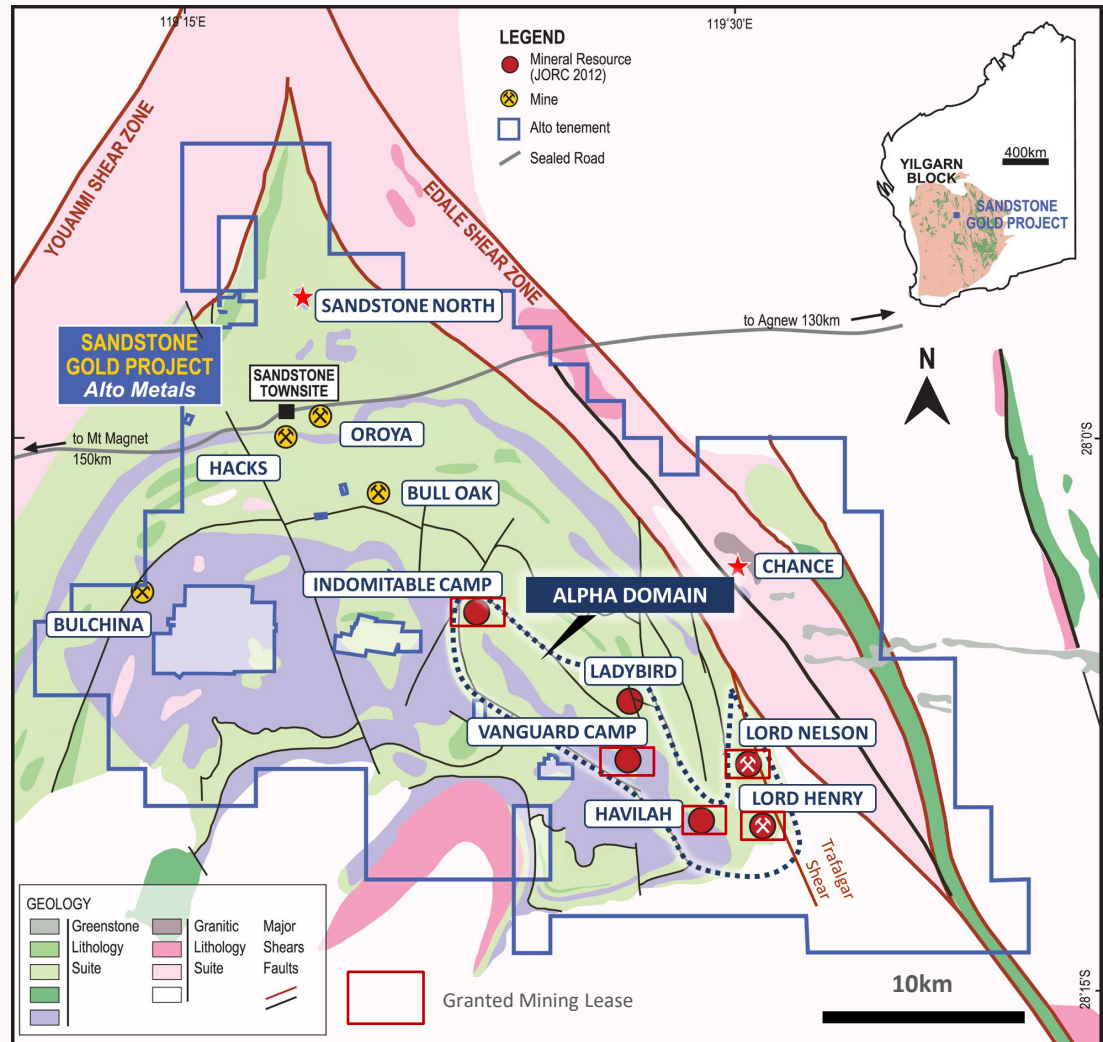 119°15'E
119°30'E
LEGEND
Mineral Resource
(JORC 2012)
Mine
Alto tenement
Sealed Road
400km
YILGARN
BLOCK
SANDSTONE
GOLD PROJECT
YOUANMI SHEAR ZONE
EDALE SHEAR ZONE
SANDSTONE NORTH
to Agnew 130km
SANDSTONE
GOLD PROJECT
Alto Metals
SANDSTONE
TOWNSITE
N
to Mt Magnet
150km
OROYA
28°0'S
HACKS
BULL OAK
CHANCE
INDOMITABLE CAMP
ALPHA DOMAIN
BULCHINA
LADYBIRD
VANGUARD CAMP
LORD NELSON
HAVILAH
LORD HENRY
Trafalgar
Shear
GEOLOGY
Greenstone
Lithology
Suite
Granitic
Lithology
Suite
Major
Shears
Faults
Granted Mining Lease
10km
28°15'S